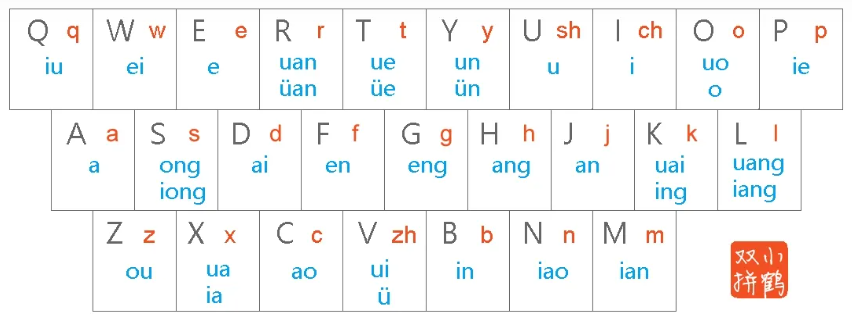 Q q W w E e R r T t Y y U sh I ch O o P p
iu ei e uan ue un u i uo ie
üan üe ün o
A a S s D d F f G g H h J j K k L l
a ong ai en eng ang an uai uang
iong ing iang
Z z X x C c V zh B b N n M m
ou ua ao ui in iao ian
ia ü
双小
拼鹤